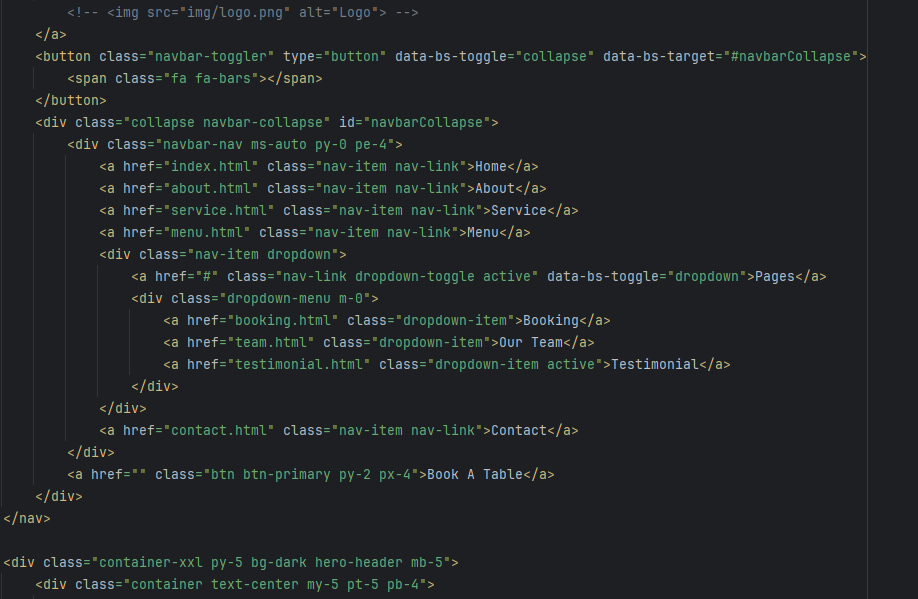 <!-- <img src="img/logo.png" alt="Logo"> -->
</a>
<button class="navbar-toggler" type="button" data-bs-toggle="collapse" data-bs-target="#navbarCollapse">
<span class="fa fa-bars"></span>
</button>
<div class="collapse navbar-collapse" id="navbarCollapse">
<div class="navbar-nav ms-auto py-0 pe-4">
<a href="index.html" class="nav-item nav-link">Home</a>
<a href="about.html" class="nav-item nav-link">About</a>
<a href="service.html" class="nav-item nav-link">Service</a>
<a href="menu.html" class="nav-item nav-link">Menu</a>
<div class="nav-item dropdown">
<a href="#" class="nav-link dropdown-toggle active" data-bs-toggle="dropdown">Pages</a>
<div class="dropdown-menu m-0">
<a href="booking.html" class="dropdown-item">Booking</a>
<a href="team.html" class="dropdown-item">Our Team</a>
<a href="testimonial.html" class="dropdown-item active">Testimonial</a>
</div>
</div>
<a href="contact.html" class="nav-item nav-link">Contact</a>
</div>
<a href="" class="btn btn-primary py-2 px-4">Book A Table</a>
</div>
</nav>
<div class="container-xxl py-5 bg-dark hero-header mb-5">
<div class="container text-center my-5 pt-5 pb-4">